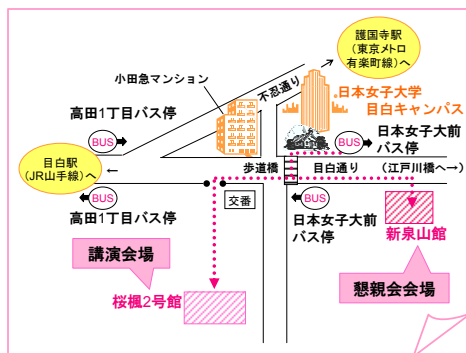 護国寺駅
(東京メトロ
有楽町線)へ
小田急マンション
不忍通り
日本女子大学
目白キャンパス
高田1丁目バス停
BUS
BUS
日本女子大前
バス停
目白駅
(JR山手線)へ
←
歩道橋
目白通り
(江戸川橋へ→)
BUS
高田1丁目バス停
交番
BUS
日本女子大前
バス停
新泉山館
講演会場
懇親会会場
桜楓2号館